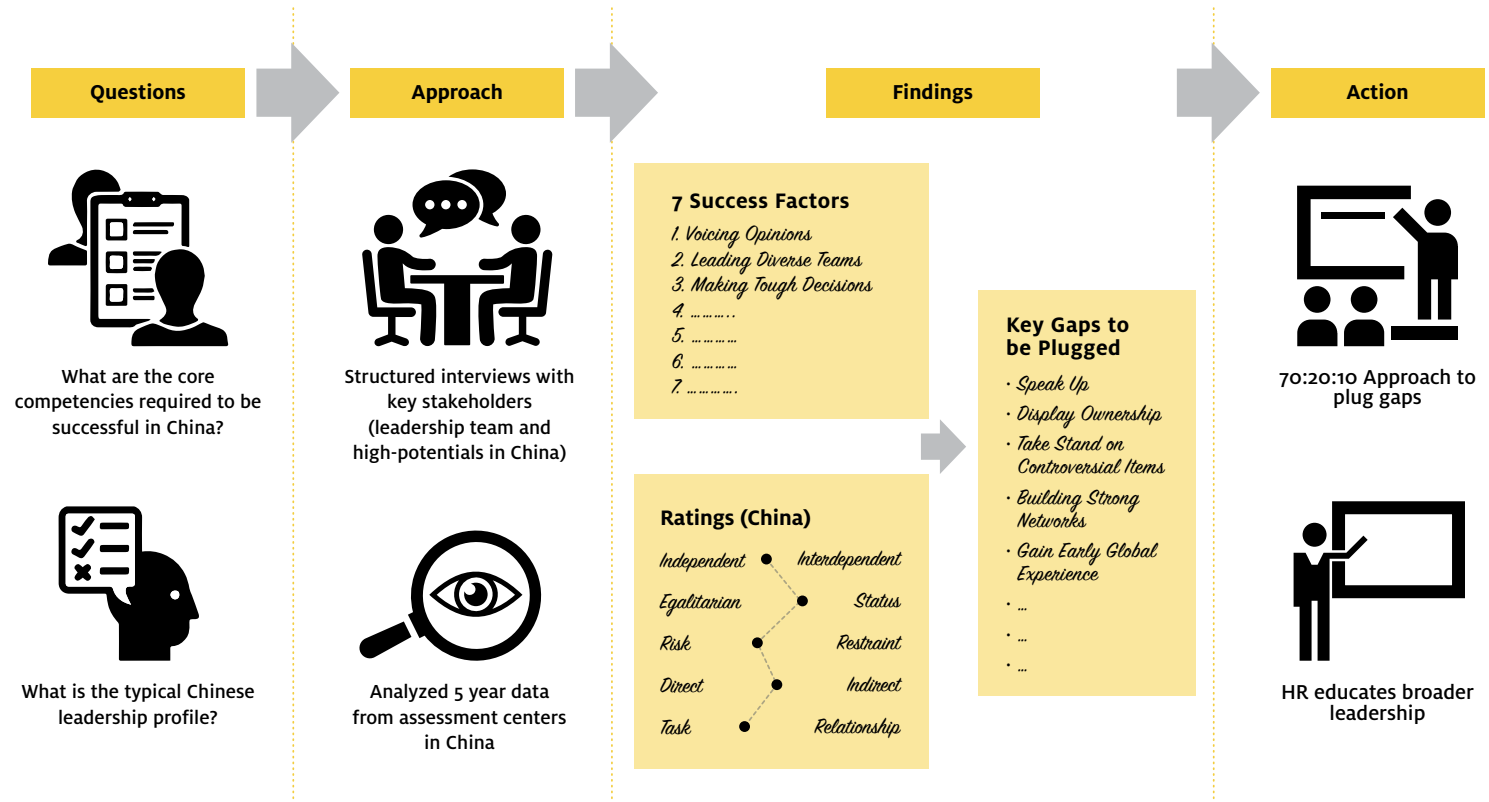 Questions
Approach
Findings
Action
What are the core
competencies required to be
successful in China?
What is the typical Chinese
leadership profile?
Structured interviews with
key stakeholders
(leadership team and
high-potentials in China)
Analyzed 5 year data
from assessment centers
in China
7 Success Factors
1. Voicing Opinions
2. Leading Diverse Teams
3. Making Tough Decisions
4. ………..
5. …………
6. …………
7. ………….
Ratings (China)
Independent Interdependent
Egalitarian Status
Risk Restraint
Direct Indirect
Task Relationship
Key Gaps to
be Plugged
· Speak Up
· Display Ownership
· Take Stand on
Controversial Items
· Building Strong
Networks
· Gain Early Global
Experience
· …
· …
· …
70:20:10 Approach to
plug gaps
HR educates broader
leadership